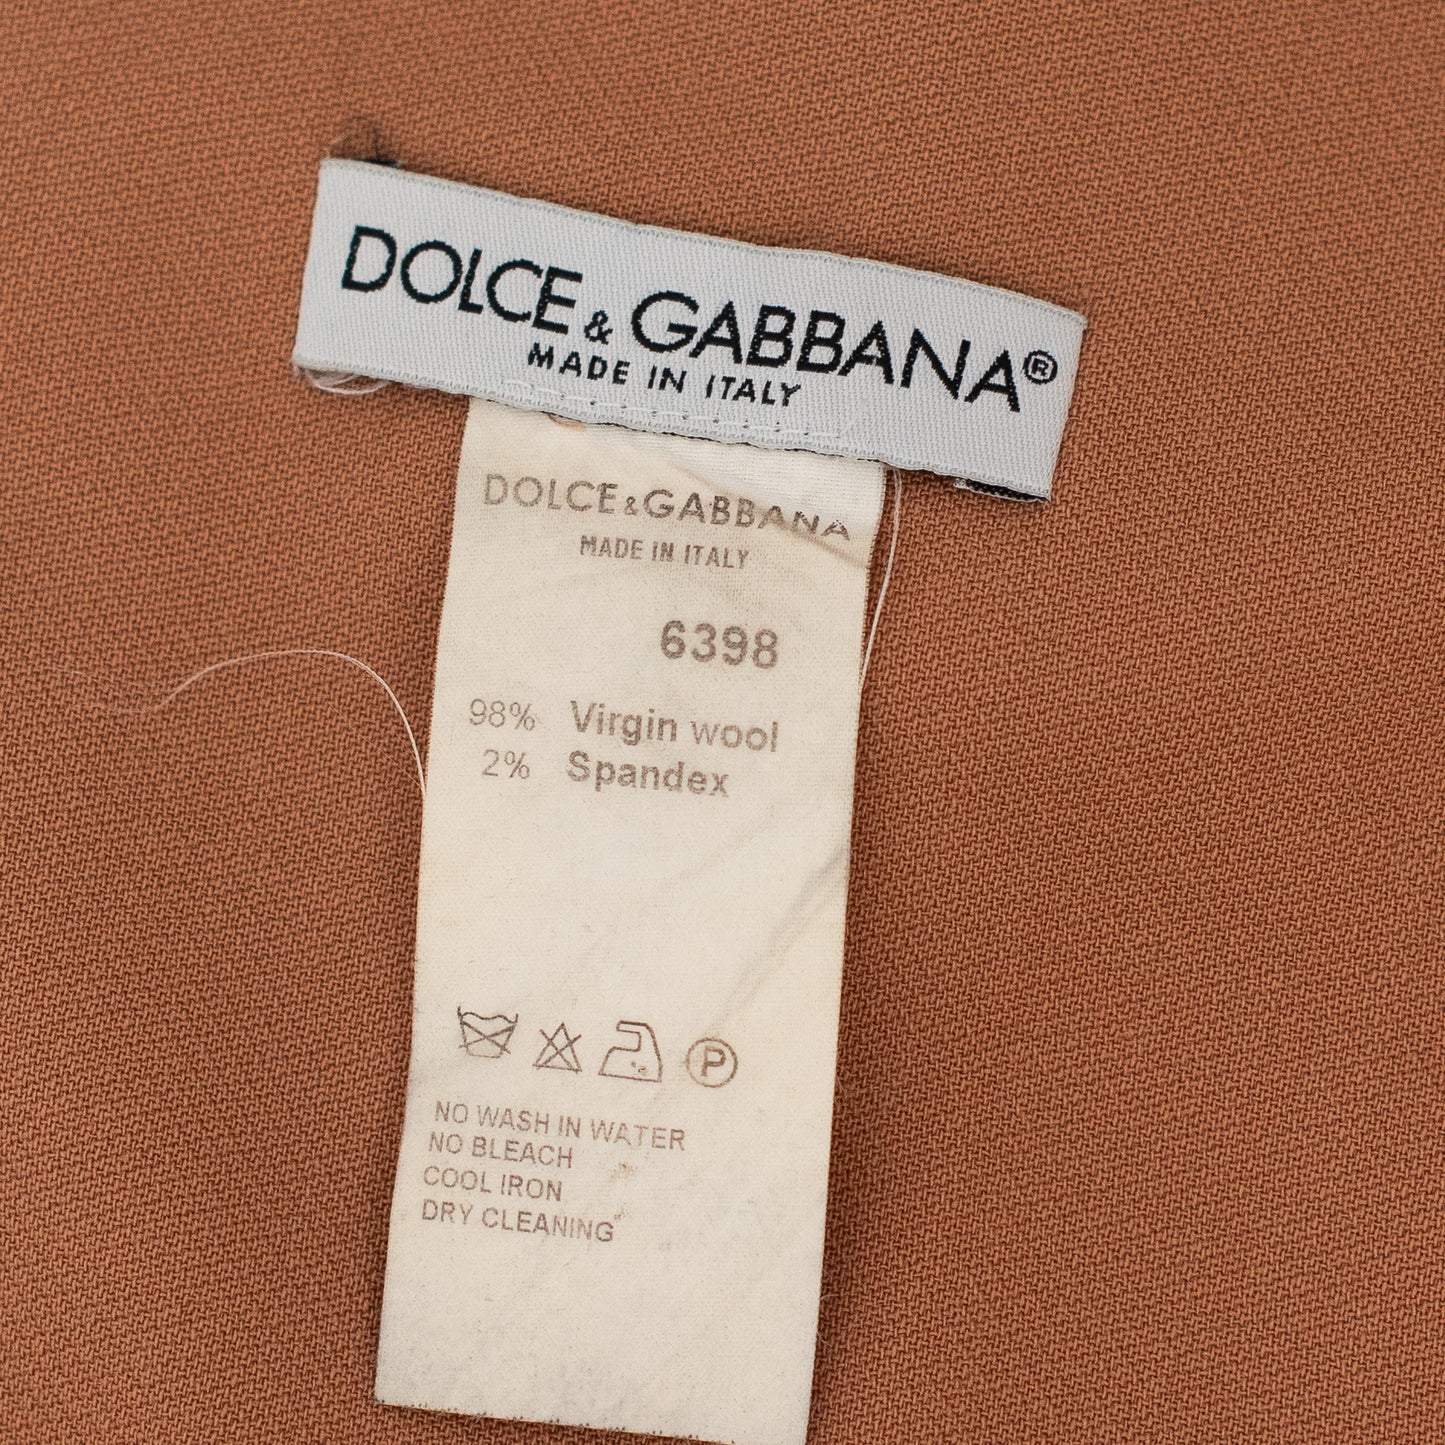 DOLCE & GABBANA®
MADE IN ITALY
DOLCE & GABBANA
MADE IN ITALY
6398
98% Virgin wool
2% Spandex
P
NO WASH IN WATER
NO BLEACH
COOL IRON
DRY CLEANING